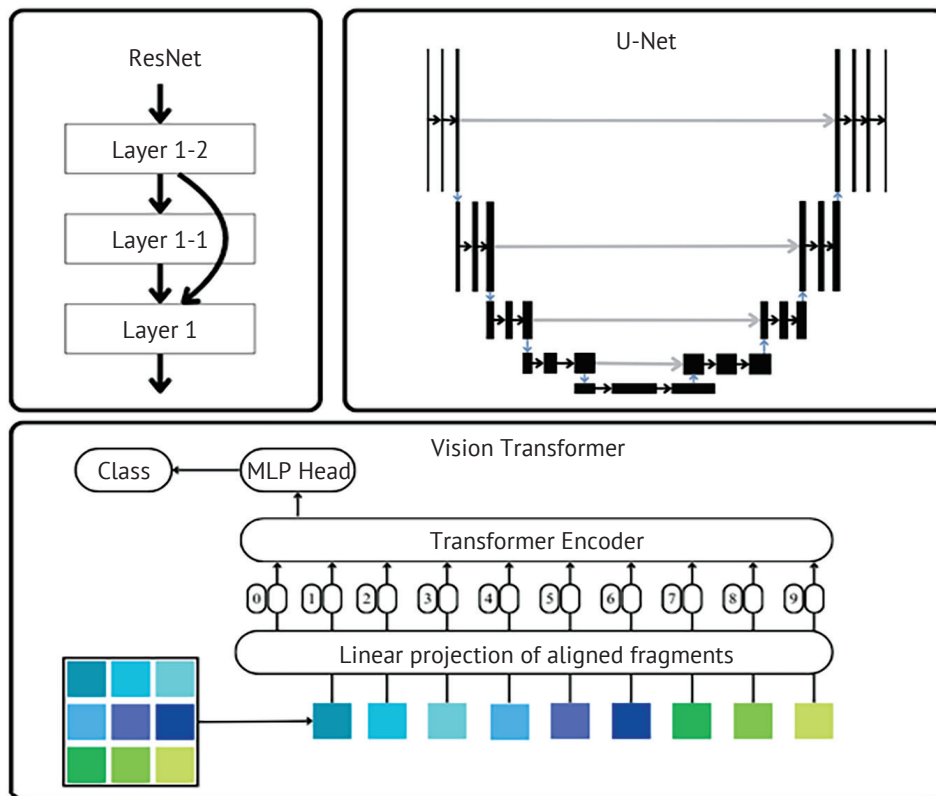 ResNet
Layer 1-2
Layer 1-1
Layer 1
U-Net
Vision Transformer
Class
MLP Head
Transformer Encoder
0 1 2 3 4 5 6 7 8 9
Linear projection of aligned fragments